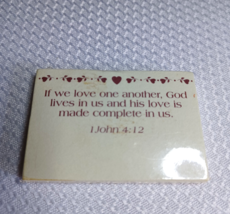 If we love one another, God
lives in us and his love is
made complete in us.
1 John 4:12